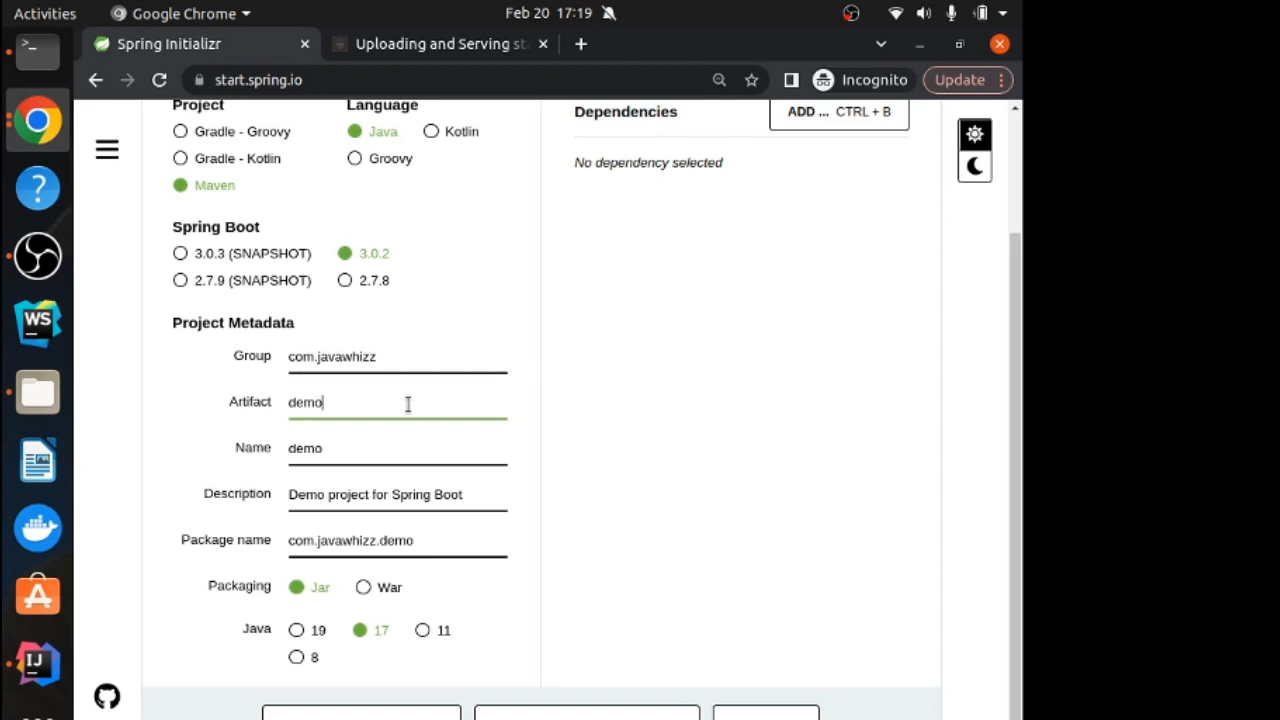 Activities
Google Chrome
Feb 20 17:19
Spring Initializr
Uploading and Serving st
start.spring.io
Incognito
Update
Project
Language
Gradle - Groovy
Java
Kotlin
Gradle - Kotlin
Groovy
Maven
Dependencies
ADD ... CTRL + B
No dependency selected
Spring Boot
3.0.3 (SNAPSHOT)
3.0.2
2.7.9 (SNAPSHOT)
2.7.8
Project Metadata
Group com.javawhizz
Artifact demo
Name demo
Description Demo project for Spring Boot
Package name com.javawhizz.demo
Packaging Jar War
Java 19 17 11
8
WS
IJ